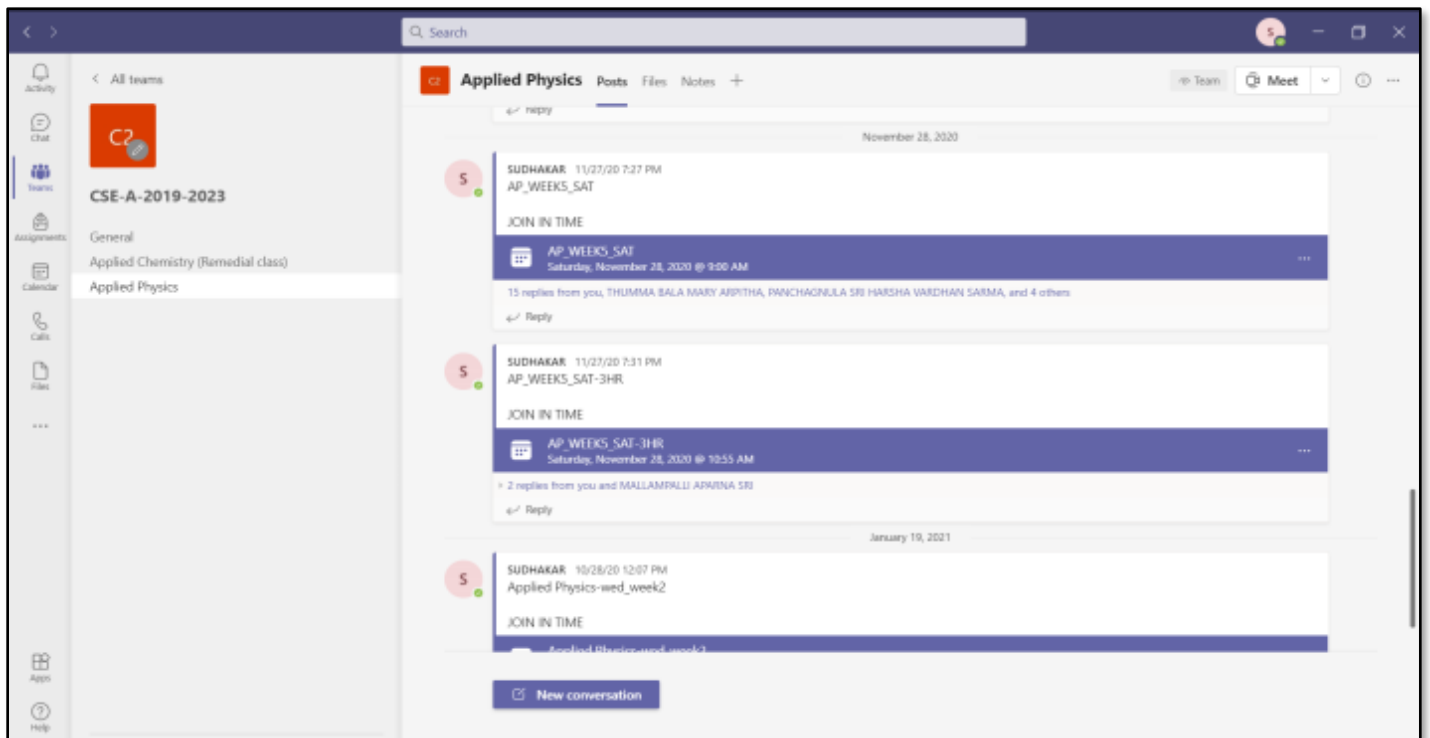 Search
S
Activity
Chat
Teams
Assignments
Calendar
Calls
Files
Apps
Help
All teams
C2
CSE-A-2019-2023
General
Applied Chemistry (Remedial class)
Applied Physics
C2 Applied Physics Posts Files Notes
Team Meet
Reply
November 28, 2020
S
SUDHAKAR 11/27/20 7:27 PM
AP_WEEK5_SAT
JOIN IN TIME
AP_WEEK5_SAT
Saturday, November 28, 2020 @ 9:00 AM
15 replies from you, THUMMA BALA MARY ARPITHA, PANCHAGNULA SRI HARSHA VARDHAN SARMA, and 4 others
Reply
S
SUDHAKAR 11/27/20 7:31 PM
AP_WEEK5_SAT-3HR
JOIN IN TIME
AP_WEEK5_SAT-3HR
Saturday, November 28, 2020 @ 10:55 AM
2 replies from you and MALLAMPALLI APARNA SRI
Reply
January 19, 2021
S
SUDHAKAR 10/28/20 12:07 PM
Applied Physics-wed_week2
JOIN IN TIME
Applied Physics-wed
New conversation